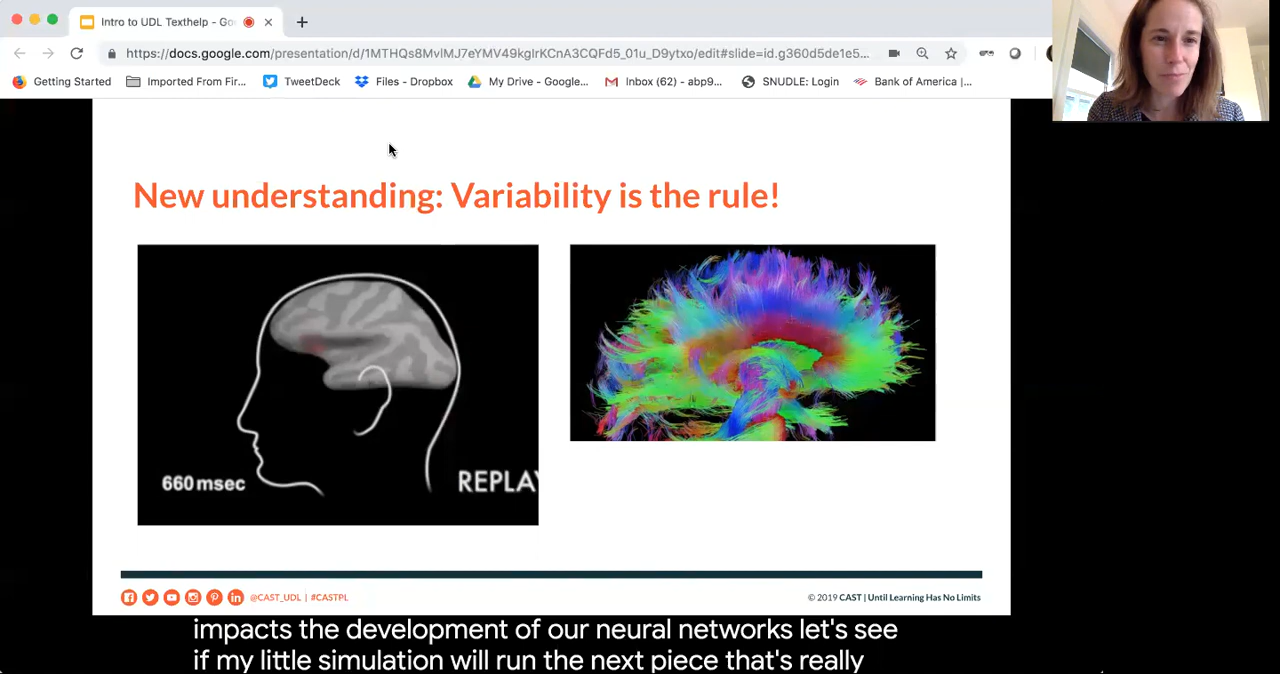 Intro to UDL Texthelp - Goo
https://docs.google.com/presentation/d/1MTHQs8MvlMJ7eYMV49kglrKCnA3CQFd5_01u_D9ytxo/edit#slide=id.g360d5de1e5...
Getting Started Imported From Fir... TweetDeck Files - Dropbox My Drive - Google... Inbox (62) - abp9... SNUDLE: Login Bank of America |...
New understanding: Variability is the rule!
660 msec REPLAY
@CAST_UDL | #CASTPL © 2019 CAST | Until Learning Has No Limits
impacts the development of our neural networks let's see
if my little simulation will run the next piece that's really